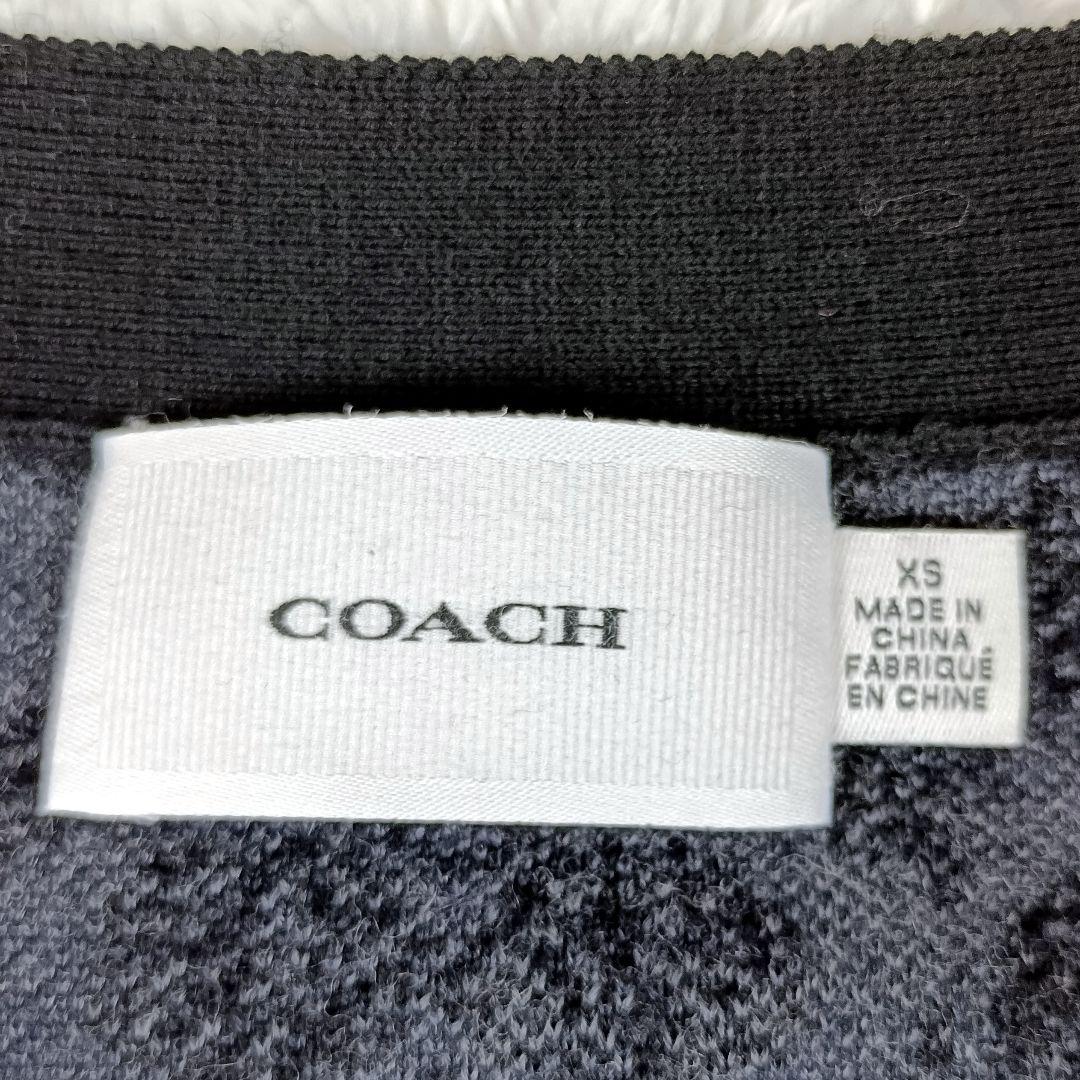 COACH
XS
MADE IN
CHINA
FABRIQUÉ
EN CHINE